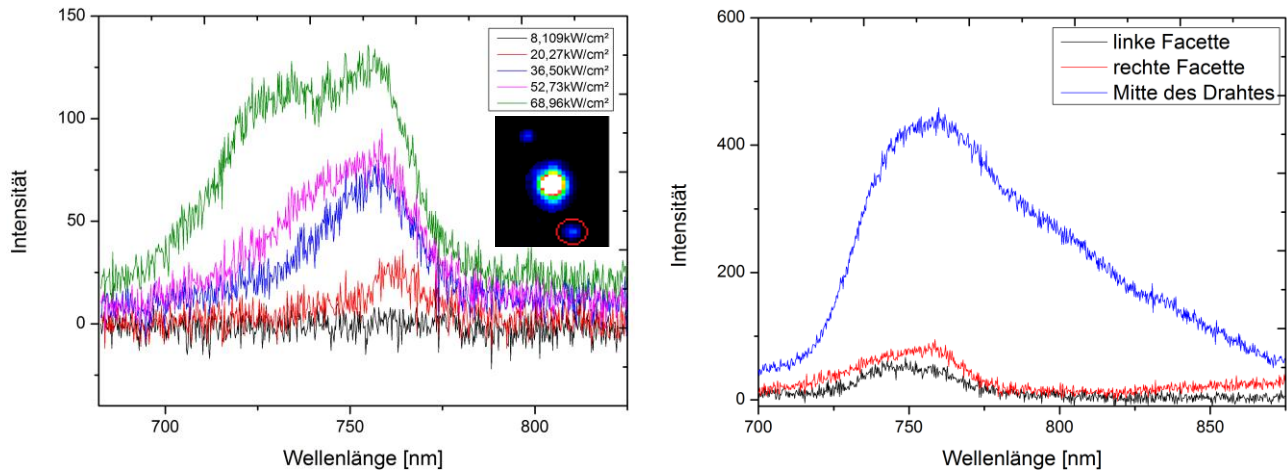 150
100
50
0
Intensität
700
750
800
Wellenlänge [nm]
8,109kW/cm²
20,27kW/cm²
36,50kW/cm²
52,73kW/cm²
68,96kW/cm²
600
400
200
0
Intensität
700
750
800
850
Wellenlänge [nm]
linke Facette
rechte Facette
Mitte des Drahtes